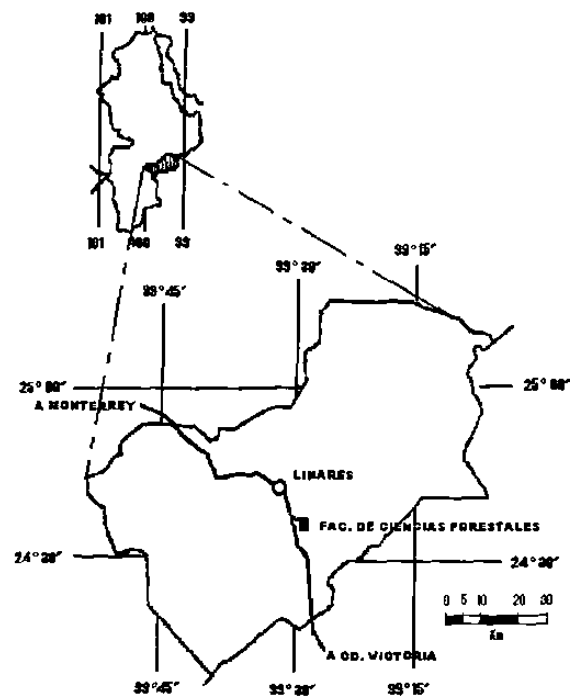 101 100 99
101 100 99
99°15'
99°30'
99°45'
25°00'
25°00'
A MONTERREY
LINARES
FAC. DE CIENCIAS FORESTALES
24°30'
24°30'
0 5 10 20 30
Km
A CD. VICTORIA
99°45'
99°30'
99°15'